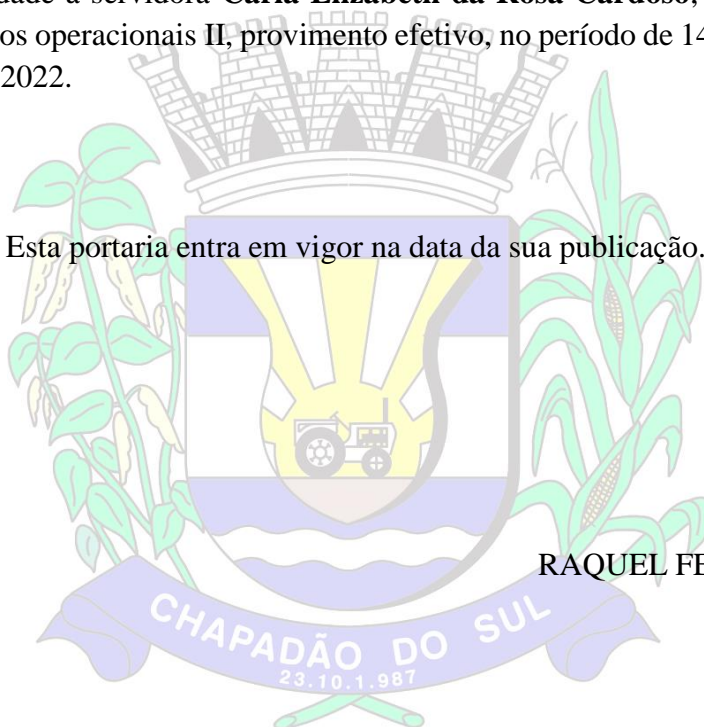 dade à servidora Carla Elizabeth da Rosa Cardoso,
os operacionais II, provimento efetivo, no período de 14
2022.
Esta portaria entra em vigor na data da sua publicação.
RAQUEL FE
CHAPADÃO DO SUL
23.10.1.987